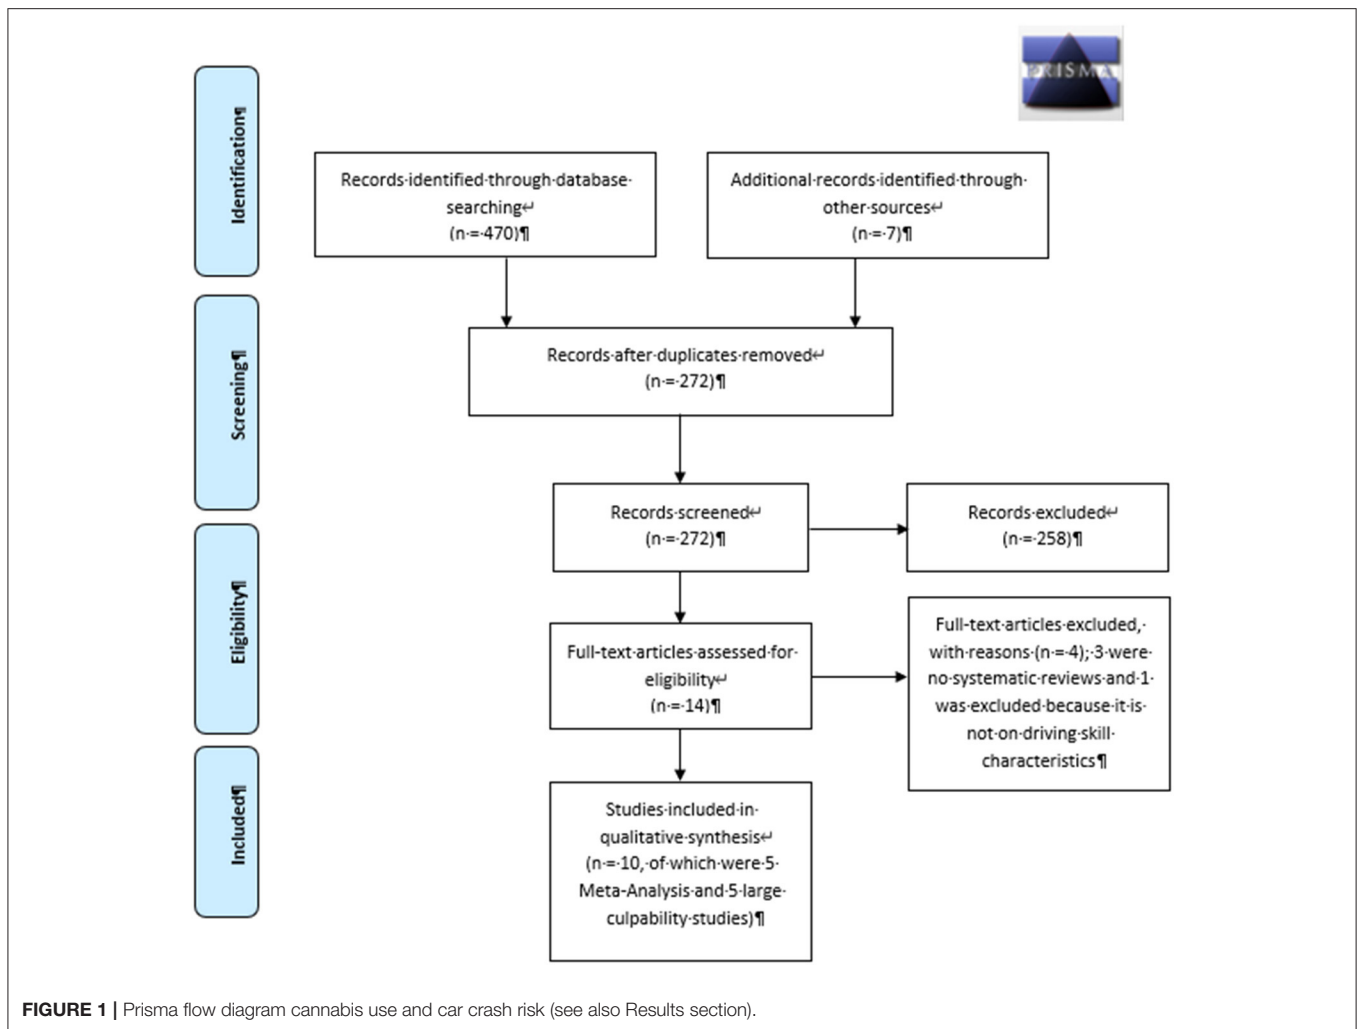 PRISMA
Identification¶
Records·identified·through·database·
searching↵
(n·=·470)¶
Additional·records·identified·through·
other·sources↵
(n·=·7)¶
Screening¶
Records·after·duplicates·removed↵
(n·=·272)¶
Records·screened↵
(n·=·272)¶
Records·excluded↵
(n·=·258)¶
Eligibility¶
Full-text·articles·assessed·for·
eligibility↵
(n·=·14)¶
Full-text·articles·excluded,·
with·reasons·(n·=·4);·3·were·
no·systematic·reviews·and·1·
was·excluded·because·it·is·
not·on·driving·skill·
characteristics¶
Included¶
Studies·included·in·
qualitative·synthesis↵
(n·=·10,·of·which·were·5·
Meta-Analysis·and·5·large·
culpability·studies)¶
FIGURE 1 | Prisma flow diagram cannabis use and car crash risk (see also Results section).